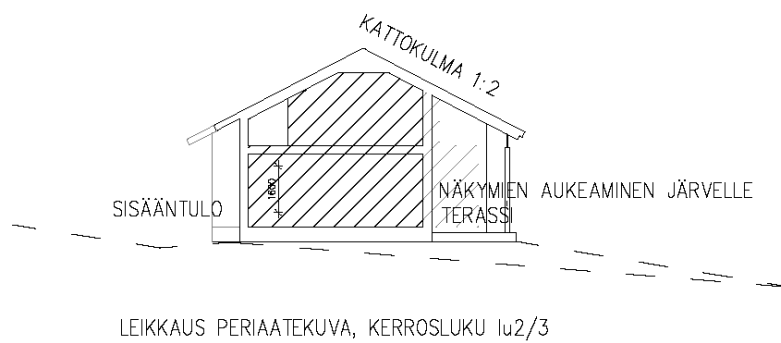 KATTOKULMA 1:2
1600
SISÄÄNTULO
NÄKYMIEN AUKEAMINEN JÄRVELLE
TERASSI
LEIKKAUS PERIAATEKUVA, KERROSLUKU Iu2/3